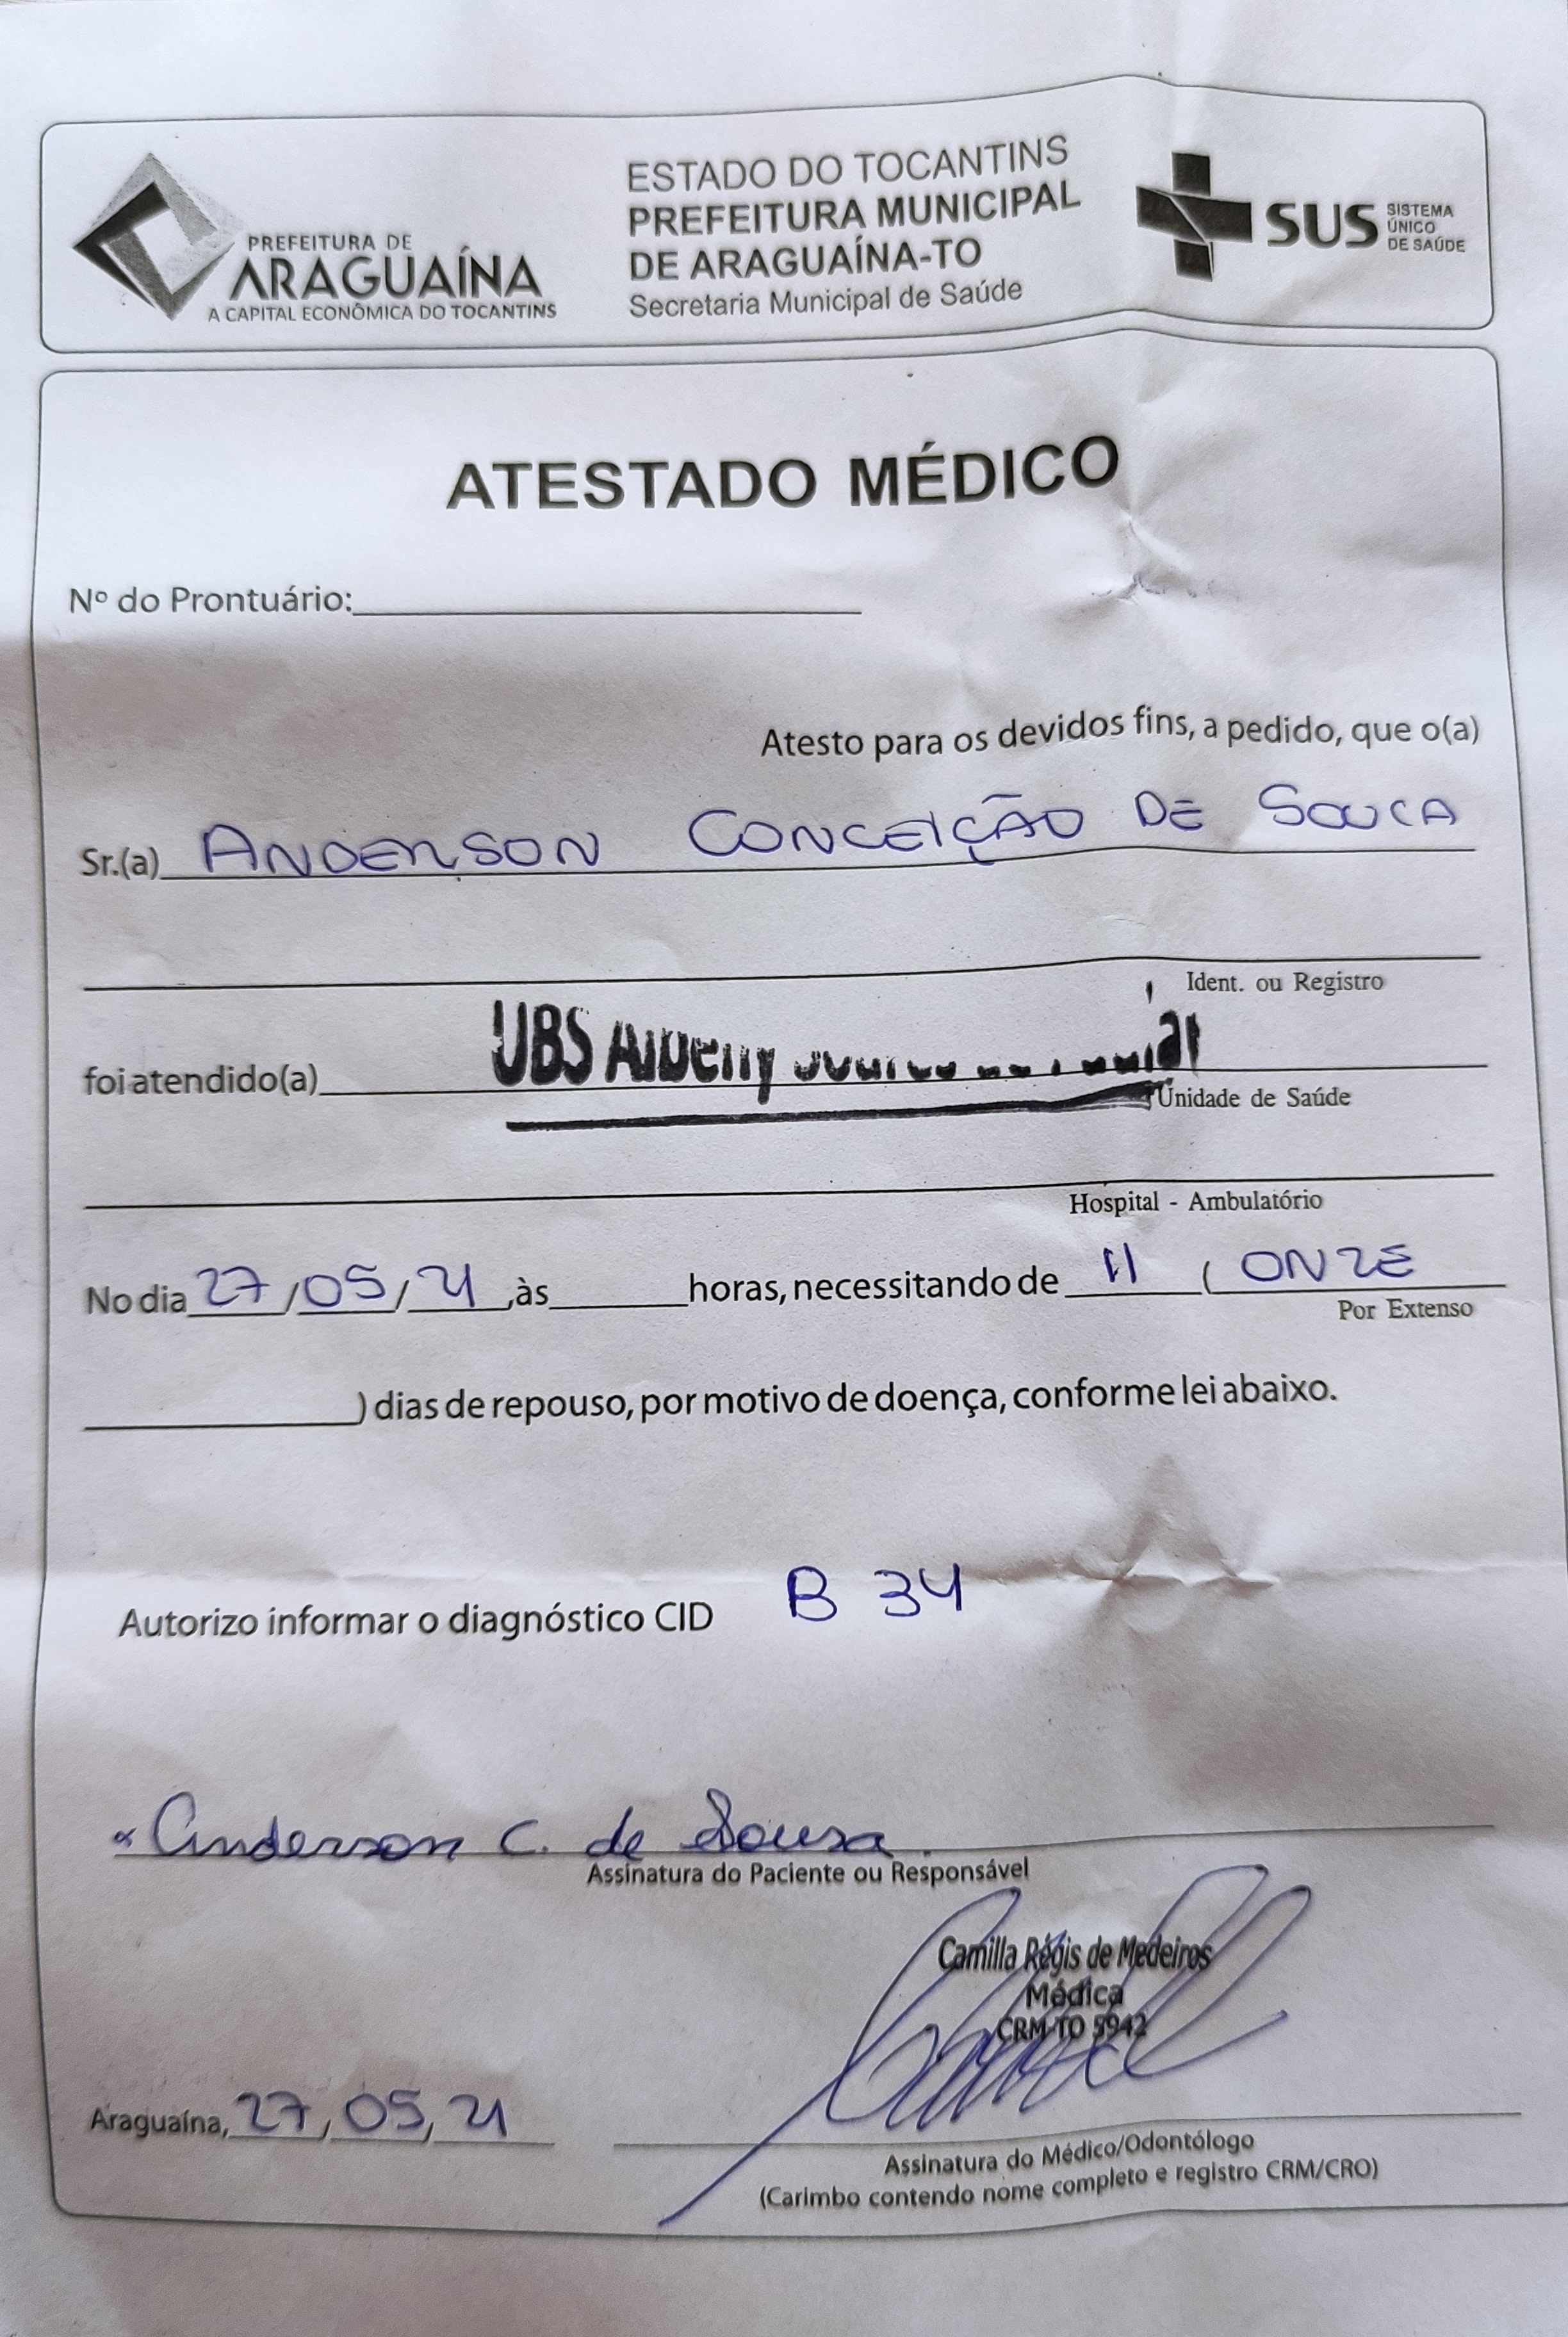 PREFEITURA DE
ARAGUAÍNA
A CAPITAL ECONÔMICA DO TOCANTINS
ESTADO DO TOCANTINS
PREFEITURA MUNICIPAL
DE ARAGUAÍNA-TO
Secretaria Municipal de Saúde
SUS SISTEMA
ÚNICO
DE SAÚDE
ATESTADO MÉDICO
Nº do Prontuário:
Atesto para os devidos fins, a pedido, que o(a)
Sr.(a) ANDERSON CONCEIÇÃO DE SOUCA
Ident. ou Registro
foi atendido(a) UBS Albeny
Unidade de Saúde
Hospital - Ambulatório
No dia 27/05/21, às horas, necessitando de 11 ( ONZE
Por Extenso
) dias de repouso, por motivo de doença, conforme lei abaixo.
Autorizo informar o diagnóstico CID B 34
Anderson C. de Sousa
Assinatura do Paciente ou Responsável
Camilla Régis de Medeiros
Médica
CRM-TO 5942
Araguaína, 27/05/21
Assinatura do Médico/Odontólogo
(Carimbo contendo nome completo e registro CRM/CRO)